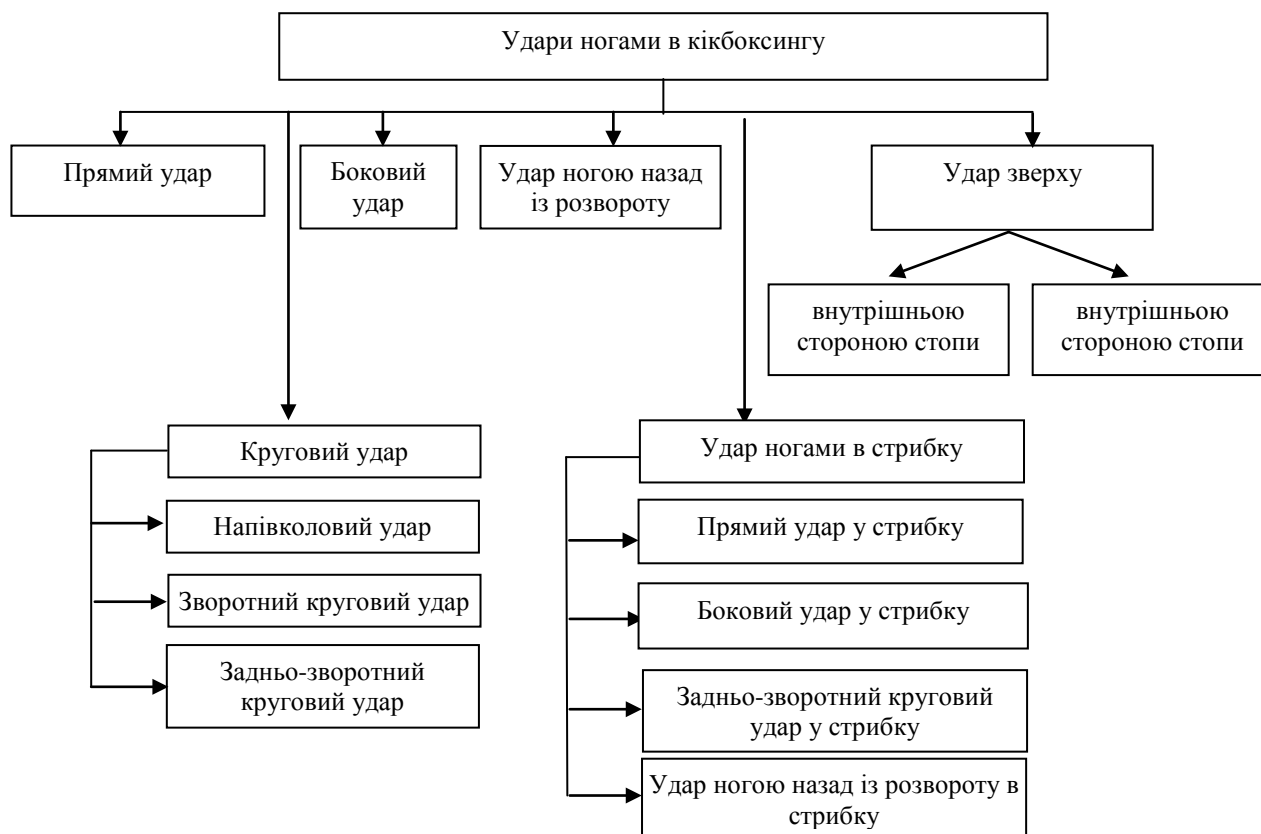 Удари ногами в кікбоксингу
Прямий удар
Боковий
удар
Удар ногою назад
із розвороту
Удар зверху
внутрішньою
стороною стопи
внутрішньою
стороною стопи
Круговий удар
Напівколовий удар
Зворотний круговий удар
Задньо-зворотний
круговий удар
Удар ногами в стрибку
Прямий удар у стрибку
Боковий удар у стрибку
Задньо-зворотний круговий
удар у стрибку
Удар ногою назад із розвороту в
стрибку